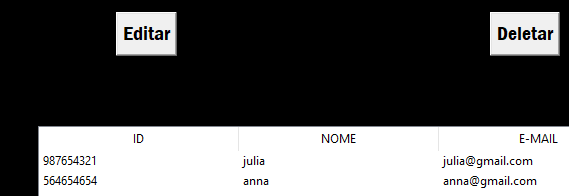 Editar Deletar
ID NOME E-MAIL
987654321 julia julia@gmail.com
564654654 anna anna@gmail.com